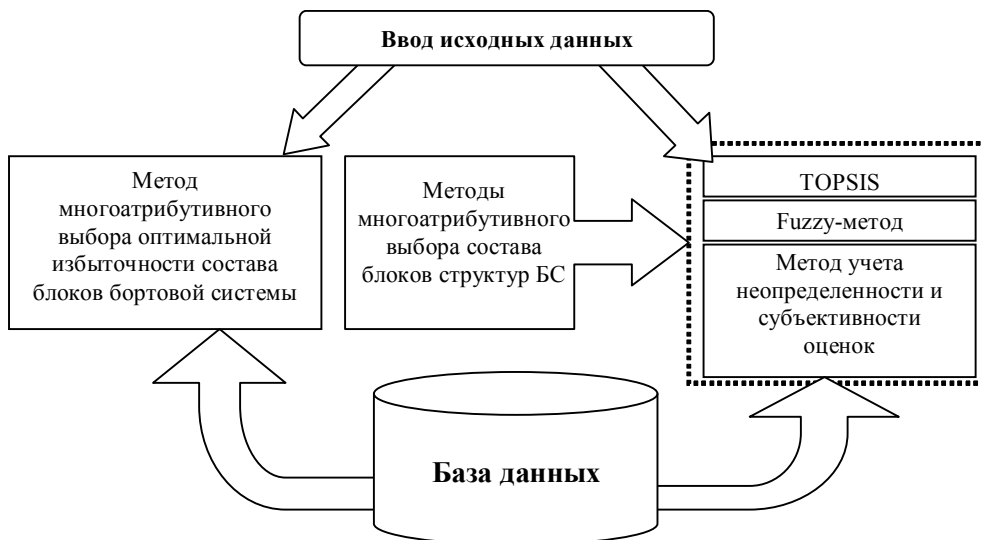 Ввод исходных данных
Метод
многоатрибутивного
выбора оптимальной
избыточности состава
блоков бортовой системы
Методы
многоатрибутивного
выбора состава
блоков структур БС
TOPSIS
Fuzzy-метод
Метод учета
неопределенности и
субъективности
оценок
База данных